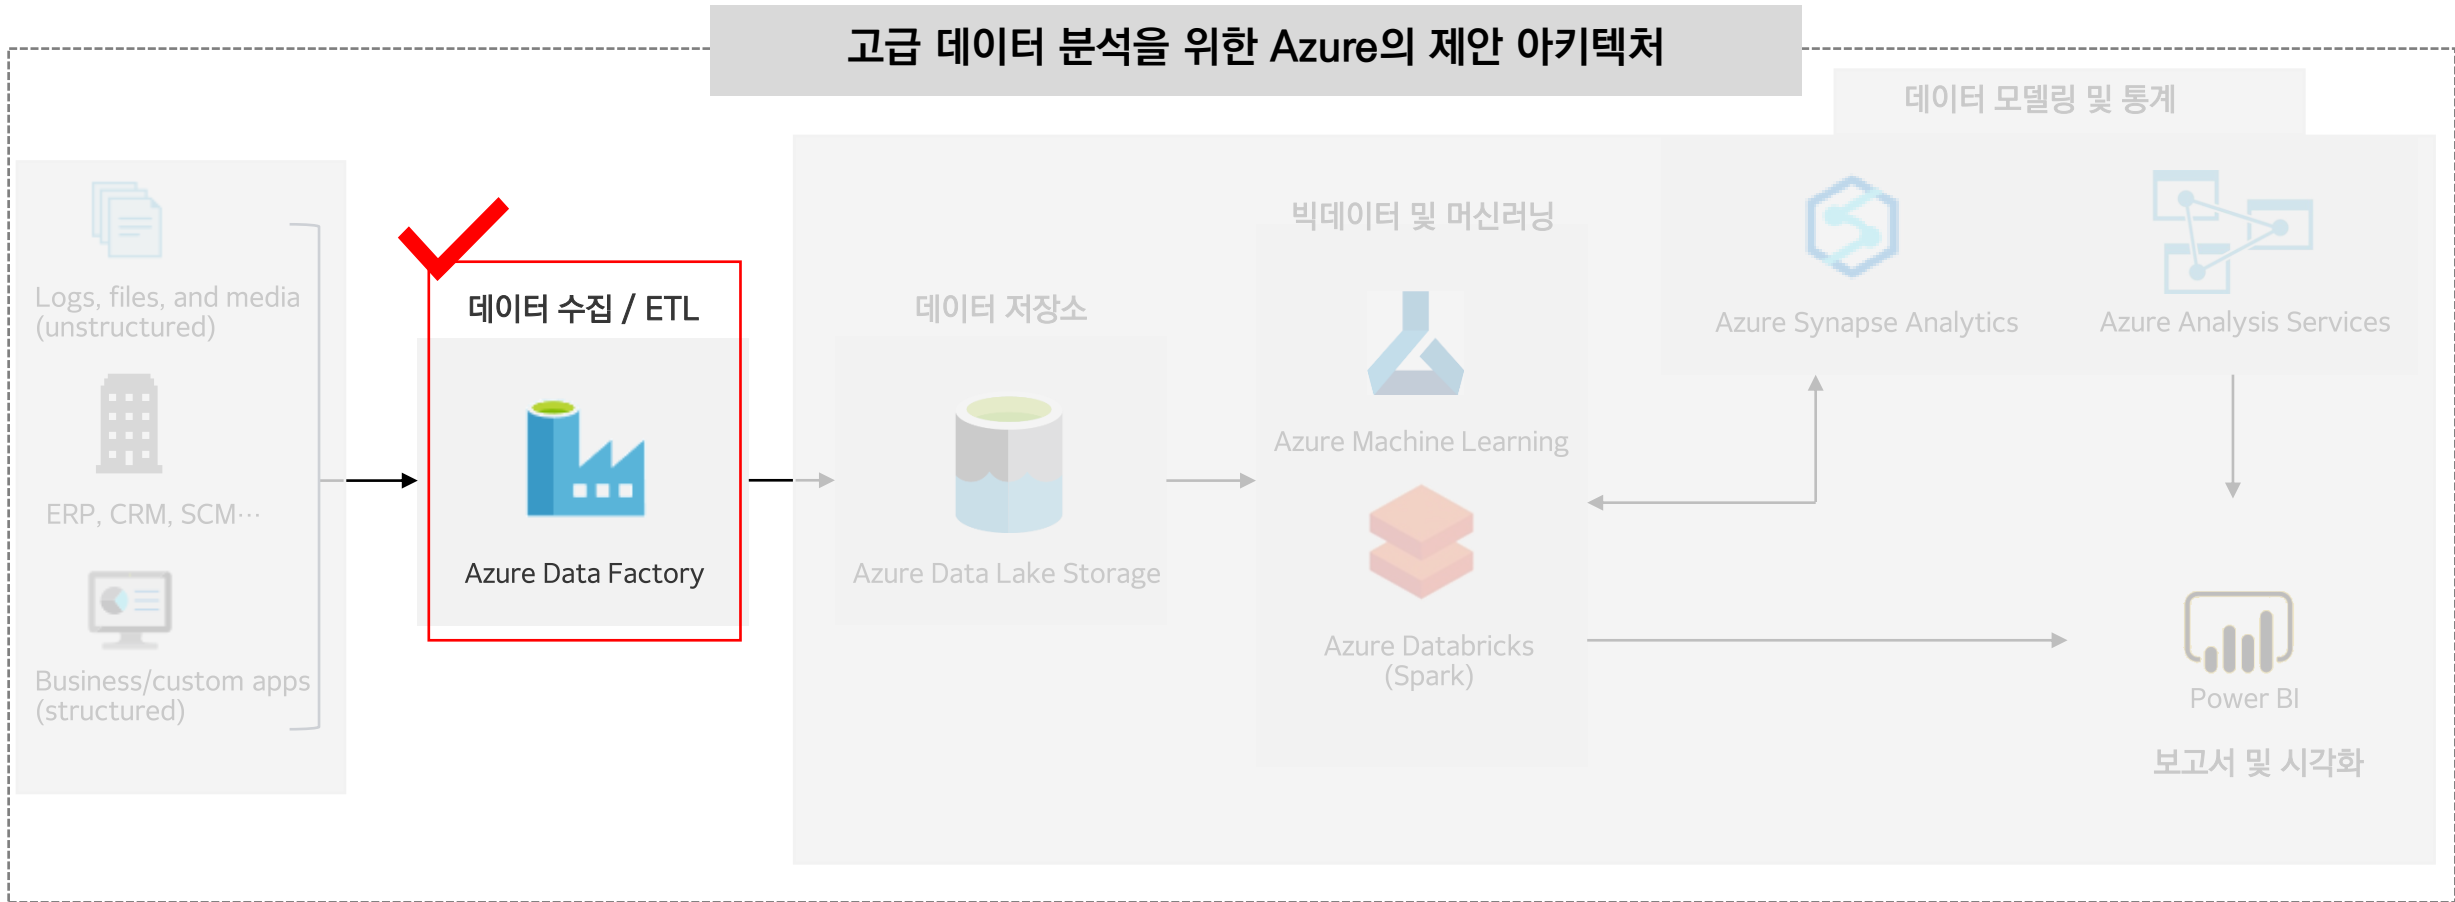 고급 데이터 분석을 위한 Azure의 제안 아키텍처
Logs, files, and media
(unstructured)
ERP, CRM, SCM···
Business/custom apps
(structured)
데이터 수집 / ETL
Azure Data Factory
데이터 저장소
Azure Data Lake Storage
빅데이터 및 머신러닝
Azure Machine Learning
Azure Databricks
(Spark)
데이터 모델링 및 통계
Azure Synapse Analytics
Azure Analysis Services
Power BI
보고서 및 시각화